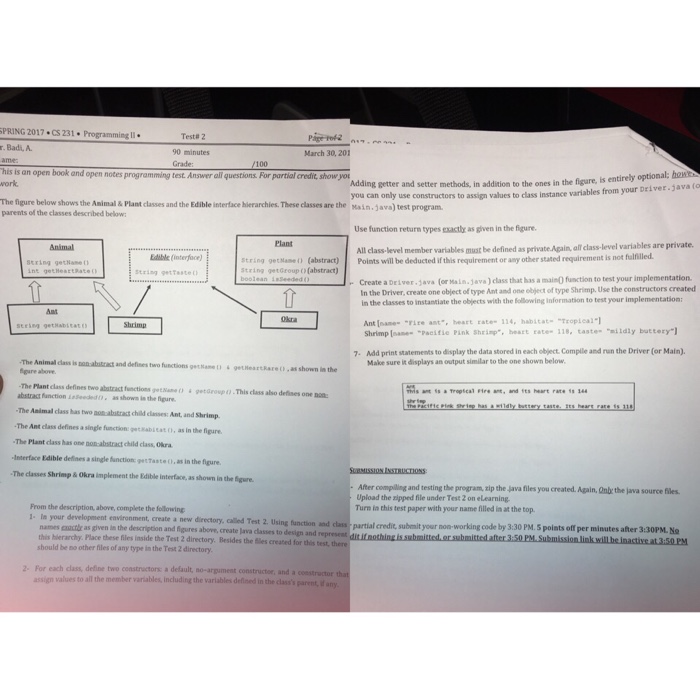 SPRING 2017 • CS 231 • Programming II •
Test# 2
Page 1 of 2
r. Badi, A.
90 minutes
March 30, 201
ame:
Grade: /100
This is an open book and open notes programming test. Answer all questions. For partial credit, show you
work.
The figure below shows the Animal & Plant classes and the Edible interface hierarchies. These classes are the
parents of the classes described below:
Animal
String getName()
int getHeartRate()
Edible (interface)
String getTaste()
Plant
String getName() (abstract)
String getGroup() (abstract)
boolean isSeeded()
Ant
String getHabitat()
Shrimp
Okra
-The Animal class is non-abstract and defines two functions getName() & getHeartRate(), as shown in the
figure above.
-The Plant class defines two abstract functions getName() & getGroup(). This class also defines one non-
abstract function isSeeded(), as shown in the figure.
-The Animal class has two non-abstract child classes: Ant, and Shrimp.
-The Ant class defines a single function: getHabitat(), as in the figure.
-The Plant class has one non-abstract child class, Okra.
-Interface Edible defines a single function: getTaste(), as in the figure.
-The classes Shrimp & Okra implement the Edible interface, as shown in the figure.
From the description, above, complete the following:
1- In your development environment, create a new directory, called Test 2. Using function and class
names exactly as given in the description and figures above, create Java classes to design and represent
this hierarchy. Place these files inside the Test 2 directory. Besides the files created for this test, there
should be no other files of any type in the Test 2 directory.
2- For each class, define two constructors: a default, no-argument constructor, and a constructor that
assign values to all the member variables, including the variables defined in the class's parent, if any.
Adding getter and setter methods, in addition to the ones in the figure, is entirely optional;
you can only use constructors to assign values to class instance variables from your Driver.java (o
Main.java) test program.
Use function return types exactly as given in the figure.
All class-level member variables must be defined as private. Again, all class-level variables are private.
Points will be deducted if this requirement or any other stated requirement is not fulfilled.
- Create a Driver.java (or Main.java) class that has a main() function to test your implementation.
In the Driver, create one object of type Ant and one object of type Shrimp. Use the constructors created
in the classes to instantiate the objects with the following information to test your implementation:
Ant [name= "Fire ant", heart rate= 114, habitat= "Tropical"]
Shrimp [name= "Pacific Pink Shrimp", heart rate= 118, taste= "mildly buttery"]
7- Add print statements to display the data stored in each object. Compile and run the Driver (or Main).
Make sure it displays an output similar to the one shown below.
Ant
This ant is a Tropical Fire ant, and its heart rate is 144
Shrimp
The Pacific Pink Shrimp has a mildly buttery taste. Its heart rate is 118
SUBMISSION INSTRUCTIONS:
- After compiling and testing the program, zip the java files you created. Again, Only the java source files.
- Upload the zipped file under Test 2 on eLearning.
Turn in this test paper with your name filled in at the top.
partial credit, submit your non-working code by 3:30 PM. 5 points off per minutes after 3:30PM. No
dit if nothing is submitted, or submitted after 3:50 PM. Submission link will be inactive at 3:50 PM